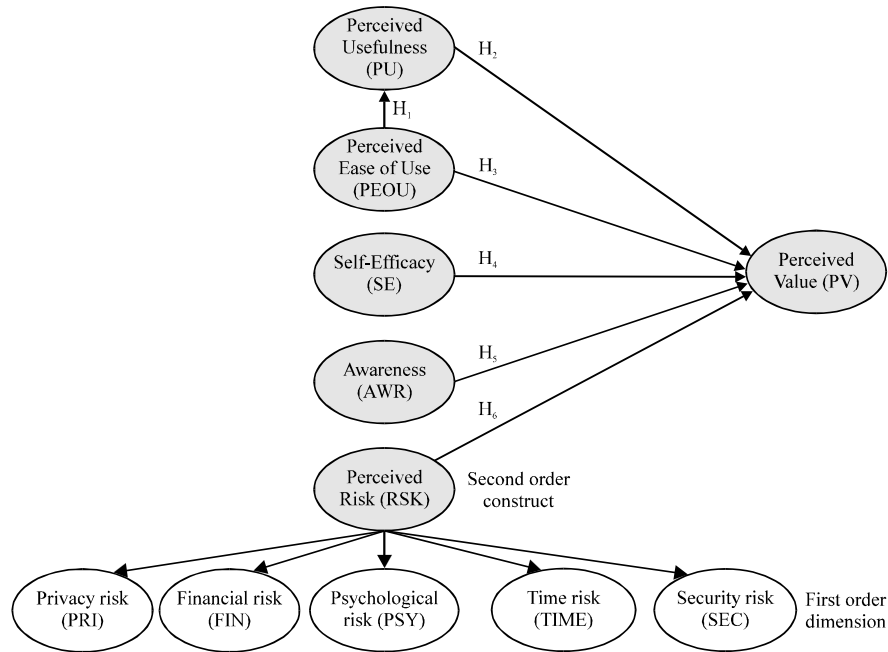 Perceived
Usefulness
(PU)
H2
H1
Perceived
Ease of Use
(PEOU)
H3
Self-Efficacy
(SE)
H4
Perceived
Value (PV)
Awareness
(AWR)
H5
H6
Perceived
Risk (RSK)
Second order
construct
Privacy risk
(PRI)
Financial risk
(FIN)
Psychological
risk (PSY)
Time risk
(TIME)
Security risk
(SEC)
First order
dimension